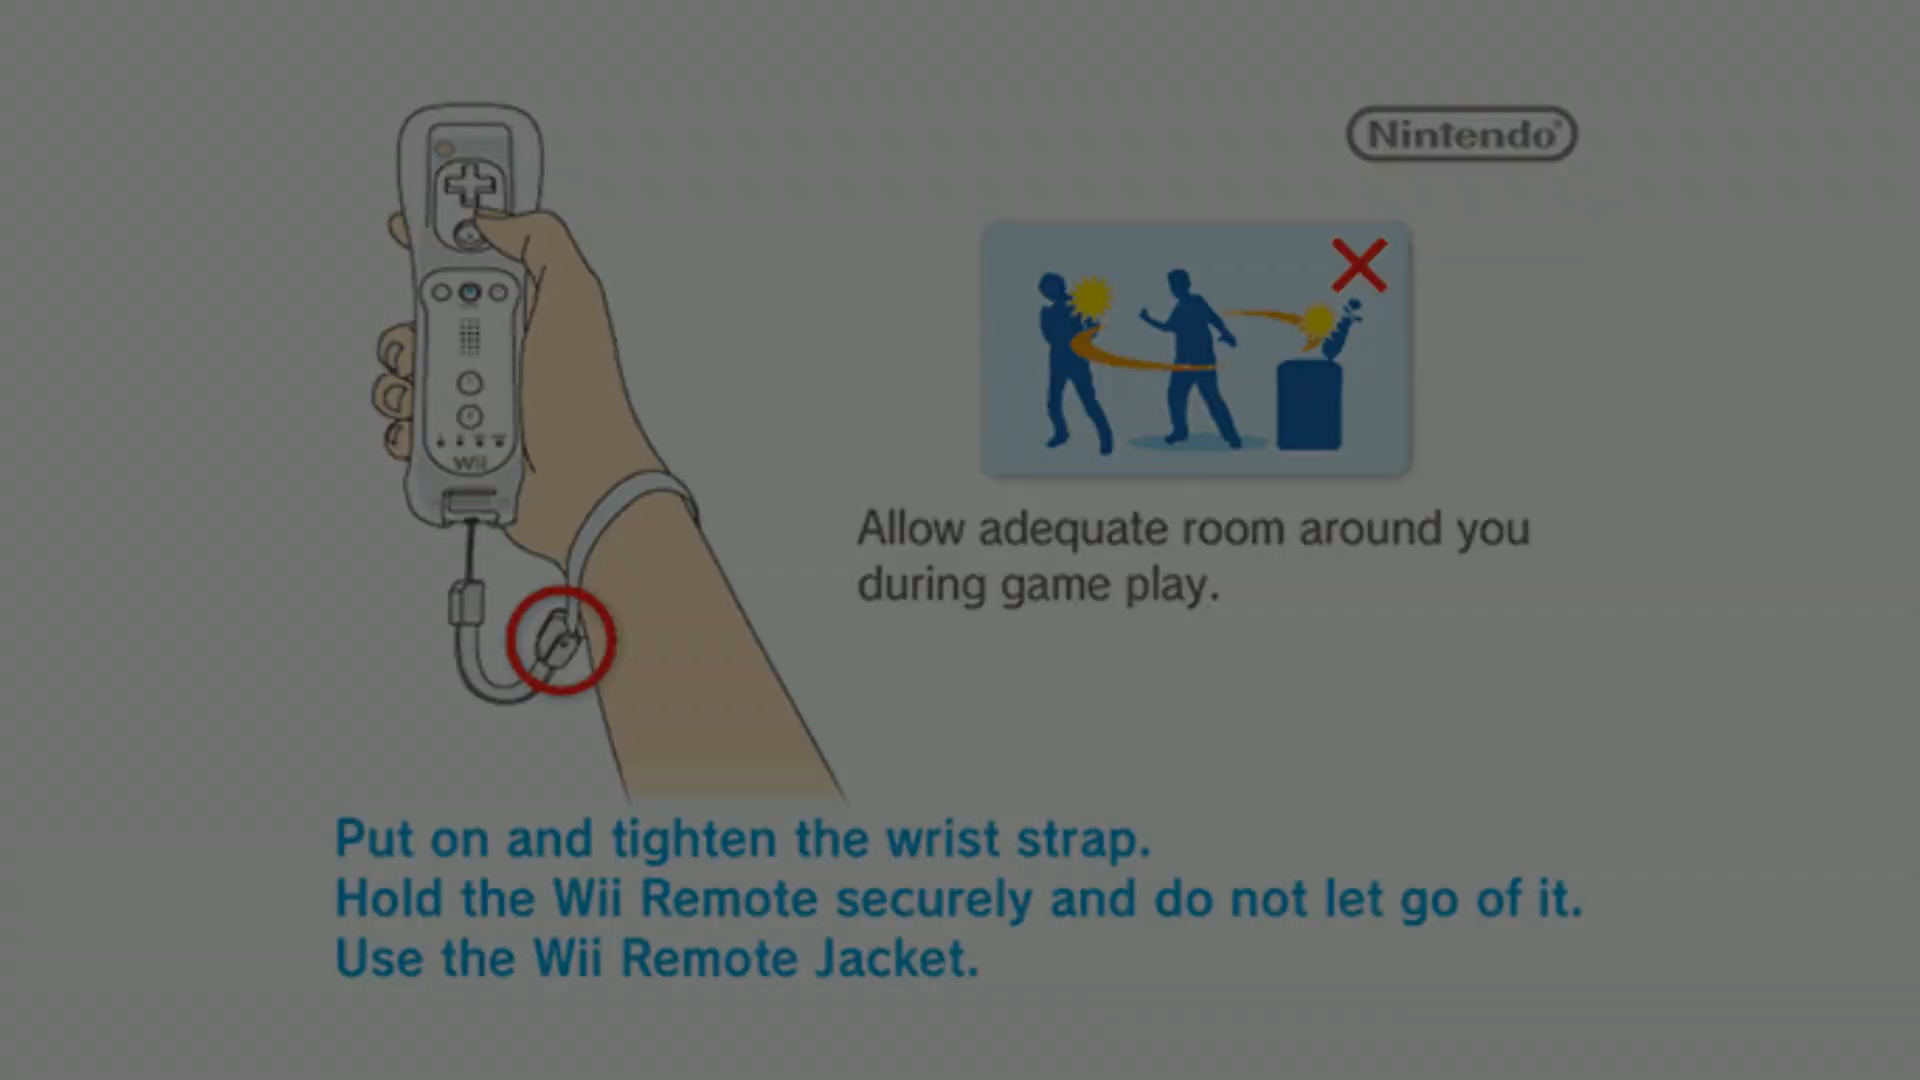 Nintendo®
Wii
Allow adequate room around you
during game play.
Put on and tighten the wrist strap.
Hold the Wii Remote securely and do not let go of it.
Use the Wii Remote Jacket.